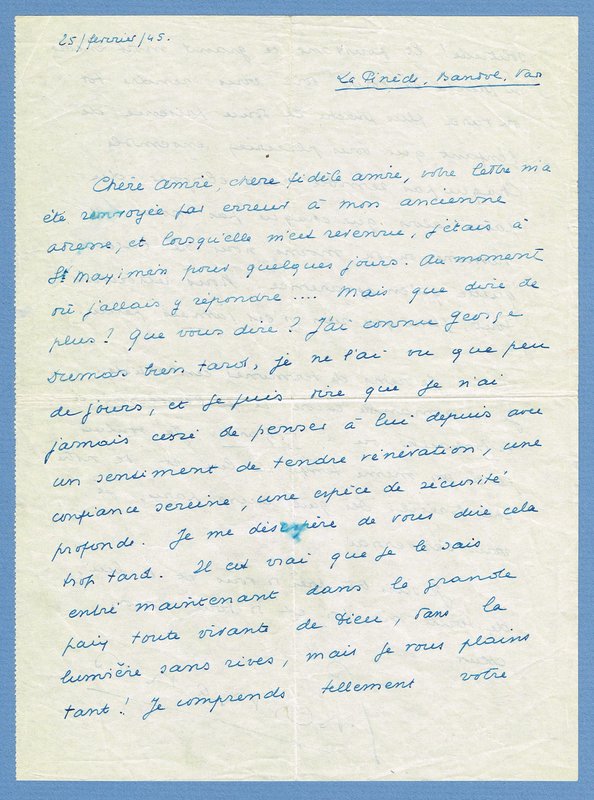 25/février/45.
La Pinède, Bandol, Var
Chère amie, chère fidèle amie, votre lettre m'a
été renvoyée par erreur à mon ancienne
adresse, et lorsqu'elle m'est revenue, j'étais à
St Maximin pour quelques jours. Au moment
où j'allais y répondre .... Mais que dire de
plus ? Que vous dire ? J'ai connu George
Dumas bien tard, je ne l'ai vu que peu
de jours, et je puis dire que je n'ai
jamais cessé de penser à lui depuis avec
un sentiment de tendre vénération, une
confiance sereine, une espèce de sécurité
profonde. Je me désespère de vous dire cela
trop tard. Il est vrai que je le sais
entré maintenant dans la grande
paix toute vivante de Dieu, dans la
lumière sans rives, mais je vous plains
tant ! Je comprends tellement votre